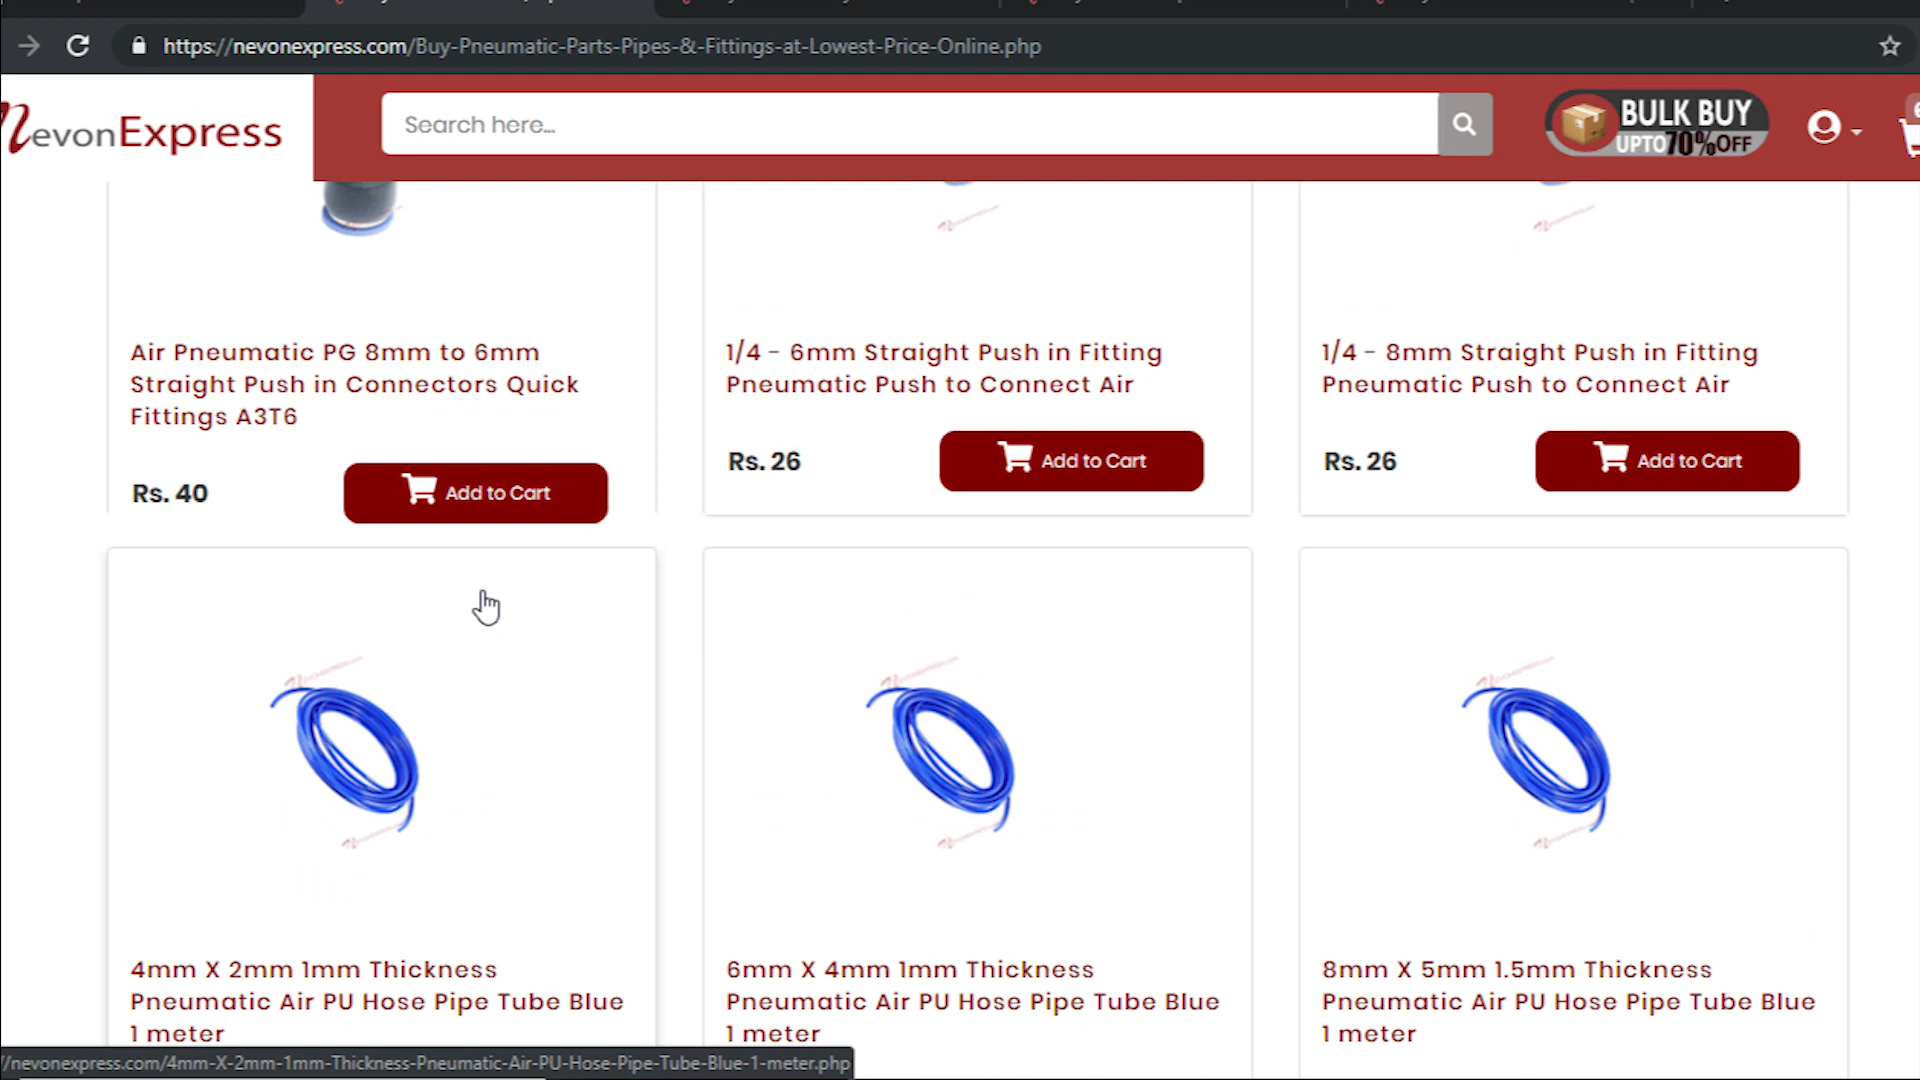 https://nevonexpress.com/Buy-Pneumatic-Parts-Pipes-&-Fittings-at-Lowest-Price-Online.php
NevonExpress
Search here...
BULK BUY
UPTO 70% OFF
Air Pneumatic PG 8mm to 6mm
Straight Push in Connectors Quick
Fittings A3T6
Rs. 40
Add to Cart
1/4 - 6mm Straight Push in Fitting
Pneumatic Push to Connect Air
Rs. 26
Add to Cart
1/4 - 8mm Straight Push in Fitting
Pneumatic Push to Connect Air
Rs. 26
Add to Cart
4mm X 2mm 1mm Thickness
Pneumatic Air PU Hose Pipe Tube Blue
1 meter
6mm X 4mm 1mm Thickness
Pneumatic Air PU Hose Pipe Tube Blue
1 meter
8mm X 5mm 1.5mm Thickness
Pneumatic Air PU Hose Pipe Tube Blue
1 meter
//nevonexpress.com/4mm-X-2mm-1mm-Thickness-Pneumatic-Air-PU-Hose-Pipe-Tube-Blue-1-meter.php